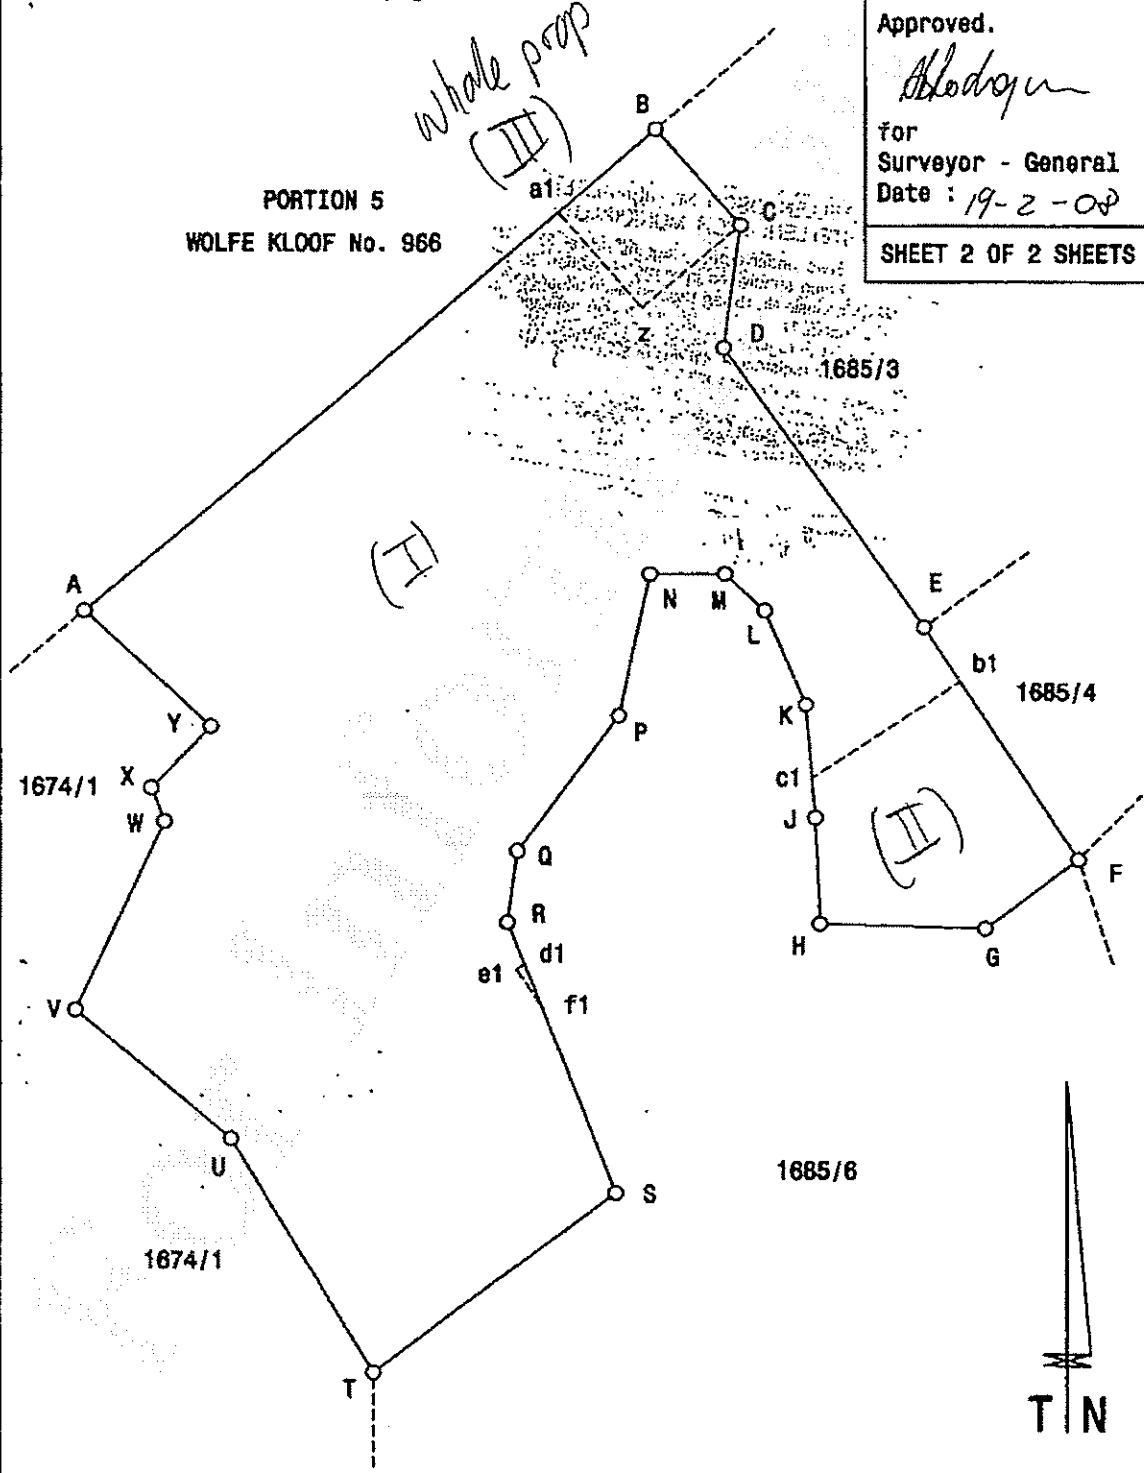 Approved.
for
Surveyor - General
Date : 19-2-08
SHEET 2 OF 2 SHEETS
whole prop
(III)
B
a1
C
PORTION 5
WOLFE KLOOF No. 966
z
D
1685/3
(I)
A
N
M
L
E
b1
1685/4
Y
P
K
X
1674/1
c1
W
J
(II)
Q
F
R
d1
H
G
e1
f1
V
U
S
1685/6
1674/1
T
T N